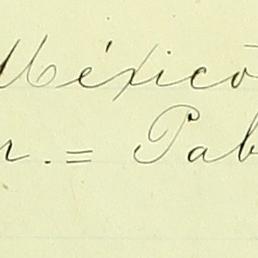 México
r. = Pab